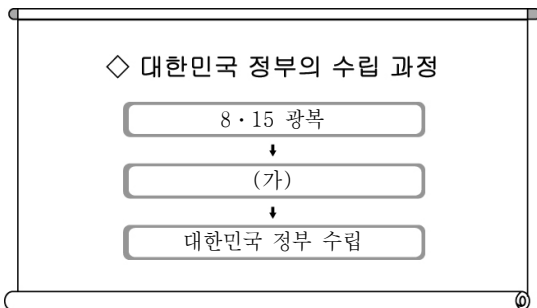 ◇ 대한민국 정부의 수립 과정
8·15 광복
↓
(가)
↓
대한민국 정부 수립